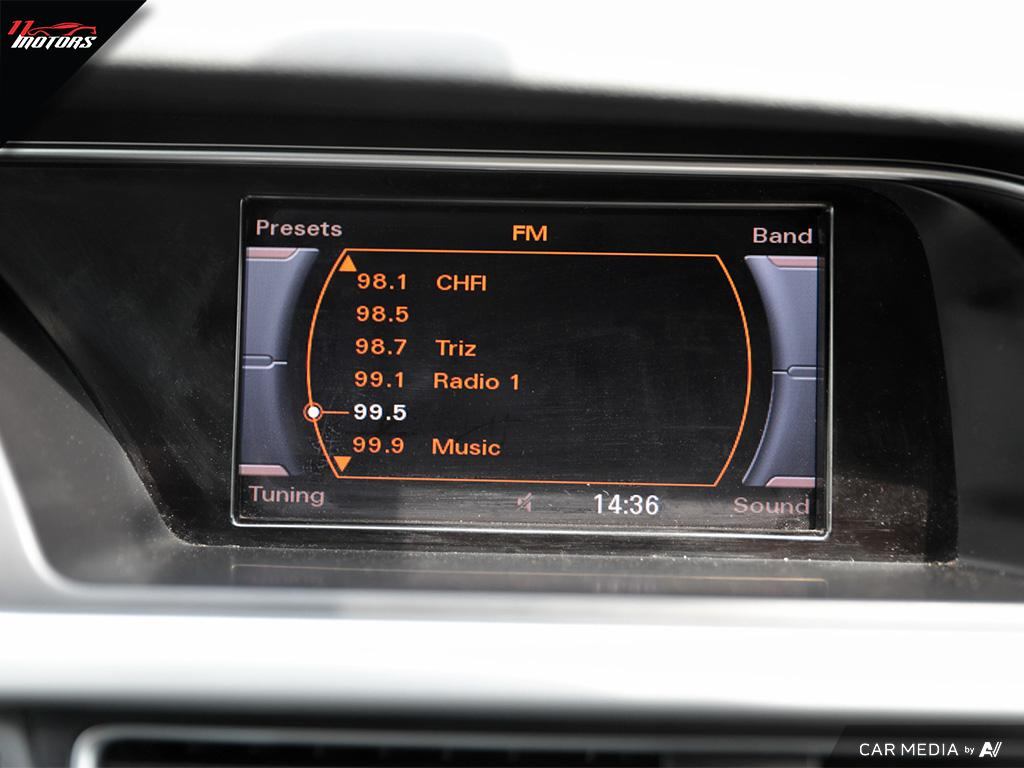 11
MOTORS
Presets FM Band
98.1 CHFI
98.5
98.7 Triz
99.1 Radio 1
99.5
99.9 Music
Tuning 14:36 Sound
CAR MEDIA by AV